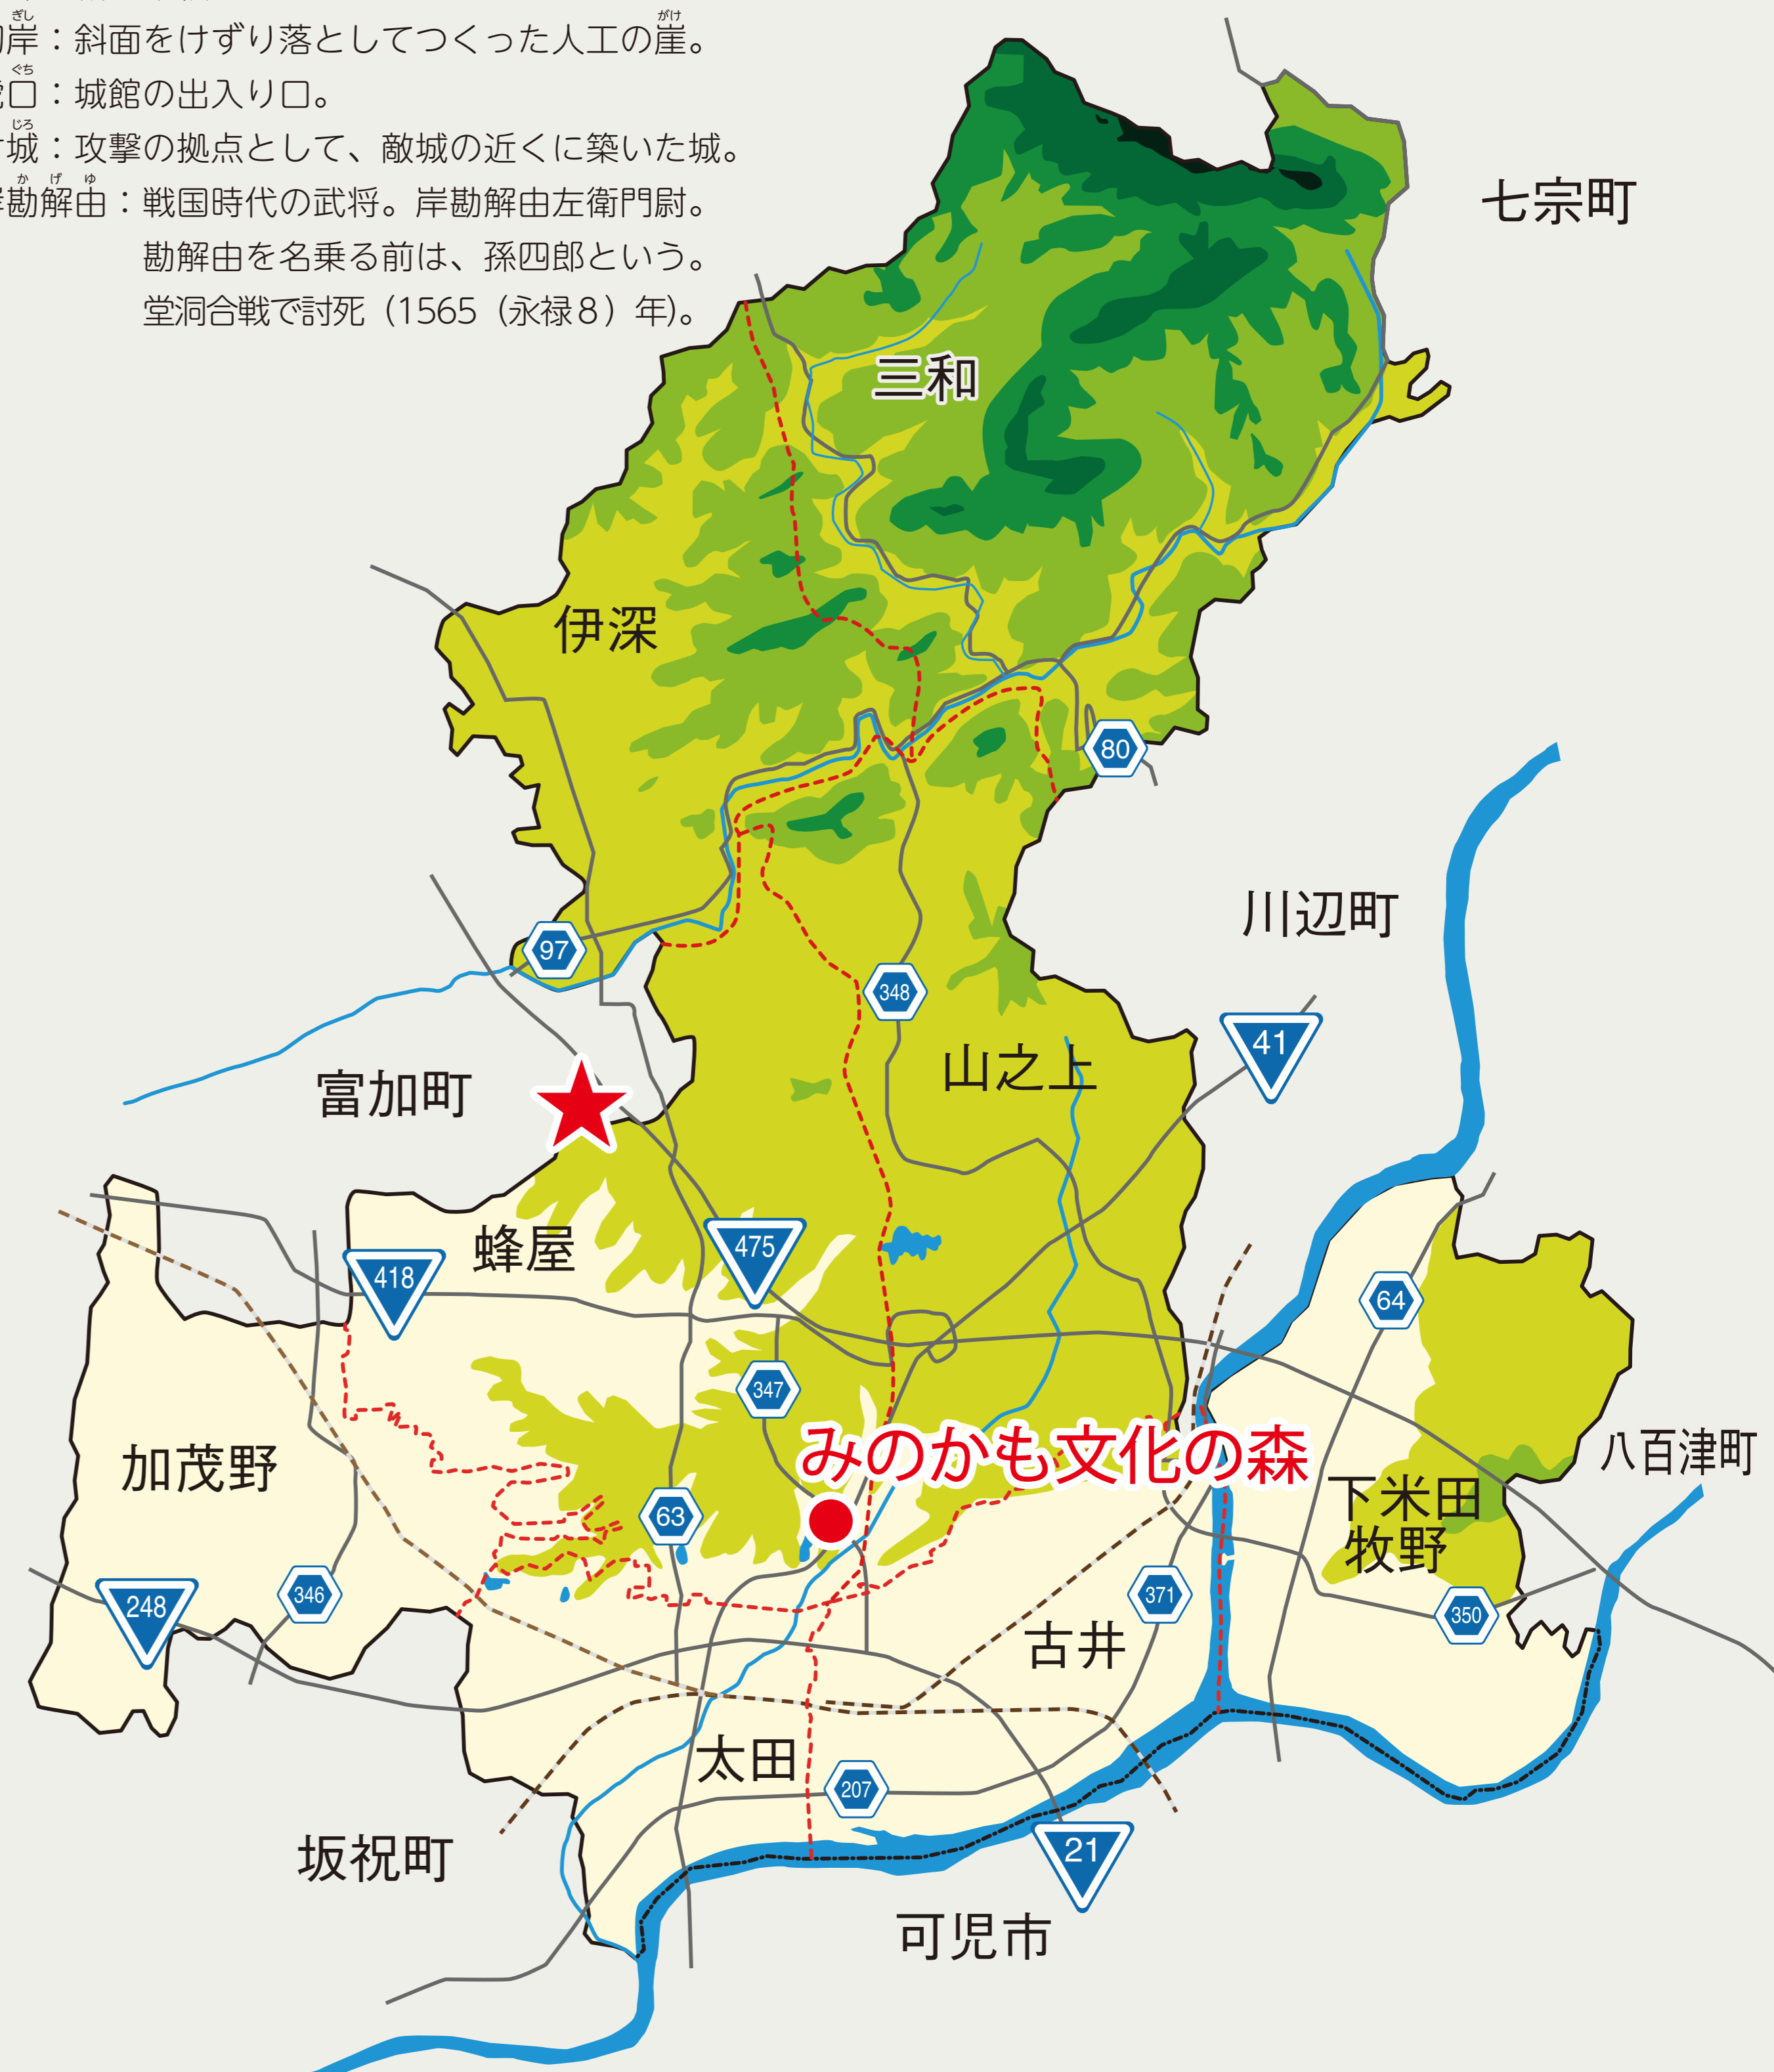 岸：斜面をけずり落としてつくった人工の崖。
口：城館の出入り口。
城：攻撃の拠点として、敵城の近くに築いた城。
勘解由：戦国時代の武将。岸勘解由左衛門尉。
勘解由を名乗る前は、孫四郎という。
堂洞合戦で討死（1565（永禄８）年）。
七宗町
三和
伊深
80
川辺町
97
348
41
山之上
富加町
蜂屋
475
418
64
347
みのかも文化の森
八百津町
加茂野
下米田
牧野
63
346
248
371
350
古井
太田
207
坂祝町
21
可児市